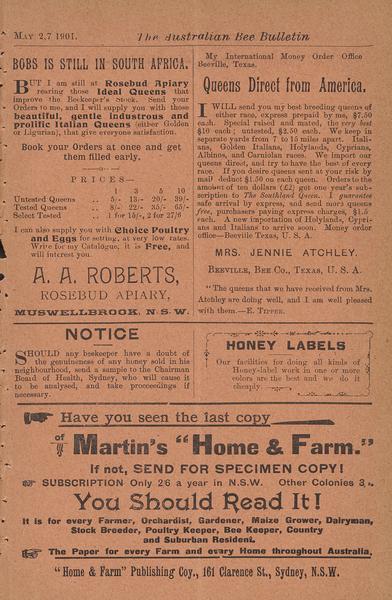 MAY 2,7 1901.
The Australian Bee Bulletin
BOBS IS STILL IN SOUTH AFRICA.
BUT I am still at Rosebud Apiary
rearing those Ideal Queens that
improve the Beekeeper's Stock. Send your
Orders to me, and I will supply you with those
beautiful, gentle industrous and
prolific Italian Queens (either Golden
or Ligurian), that give everyone satisfaction.
Book your Orders at once and get
them filled early.
PRICES—
1 3 5 10
Untested Queens .. 5/- 13/- 20/- 39/-
Tested Queens .. 8/- 22/- 35/- 65/-
Select Tested .. 1 for 15/-, 2 for 27/6
I can also supply you with Choice Poultry
and Eggs for setting, at very low rates.
Write for my Catalogue, it is Free, and
will interest you.
A. A. ROBERTS,
ROSEBUD APIARY,
MUSWELLBROOK, N.S.W.
My International Money Order Office
Beeville, Texas.
Queens Direct from America.
I WILL send you my best breeding queens of
either race, express prepaid by me, $7.50
each. Special raised and mated, the very best
$10 each; untested, $2.50 each. We keep in
separate yards from 7 to 15 miles apart. Itali-
ans, Golden Italians, Holylands, Cyprians,
Albinos, and Carniolan races. We import our
queens direct, and try to have the best of every
race. If you desire queens sent at your risk by
mail deduct $1.50 on each queen. Orders to the
amount of ten dollars (£2) get one year's sub-
scription to The Southland Queen. I guarantee
safe arrival by express, and send more queens
free, purchasers paying express charges, $1.5
each. A new importation of Holylands, Cypri-
ans and Italians to arrive soon. Money order
office—Beeville Texas, U. S. A.
MRS. JENNIE ATCHLEY.
BEEVILLE, BEE CO., TEXAS, U. S. A.
"The queens that we have received from Mrs.
Atchley are doing well, and I am well pleased
with them.—E. TIPPER.
NOTICE
SHOULD any beekeeper have a doubt of
the genuineness of any honey sold in his
neighbourhood, send a sample to the Chairman
Board of Health, Sydney, who will cause it
to be analysed, and take proceedings if
necessary.
HONEY LABELS
Our facilities for doing all kinds of
Honey-label work in one or more
colors are the best and we do it
cheaply.
Have you seen the last copy
of Martin's "Home & Farm."
If not, SEND FOR SPECIMEN COPY!
SUBSCRIPTION Only 2/6 a year in N.S.W. Other Colonies 3/-.
You Should Read It!
It is for every Farmer, Orchardist, Gardener, Maize Grower, Dairyman,
Stock Breeder, Poultry Keeper, Bee Keeper, Country
and Suburban Resident.
The Paper for every Farm and every Home throughout Australia,
"Home & Farm" Publishing Coy., 161 Clarence St., Sydney, N.S.W.